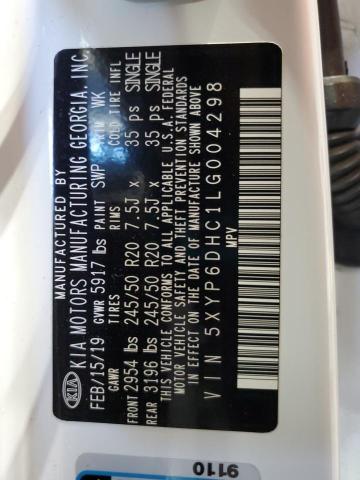 MANUFACTURED BY
KIA KIA MOTORS MANUFACTURING GEORGIA, INC.
FEB/15/19 GVWR 5917 lbs PAINT SWP TRIM WK
GAWR TIRES RIMS COLD TIRE INFL
FRONT 2954 lbs 245/50 R20 7.5J x 35 psi SINGLE
REAR 3196 lbs 245/50 R20 7.5J x 35 psi SINGLE
THIS VEHICLE CONFORMS TO ALL APPLICABLE U.S.A. FEDERAL
MOTOR VEHICLE SAFETY AND THEFT PREVENTION STANDARDS
IN EFFECT ON THE DATE OF MANUFACTURE SHOWN ABOVE
VIN 5XYP6DHC1LG004298
MPV
9110